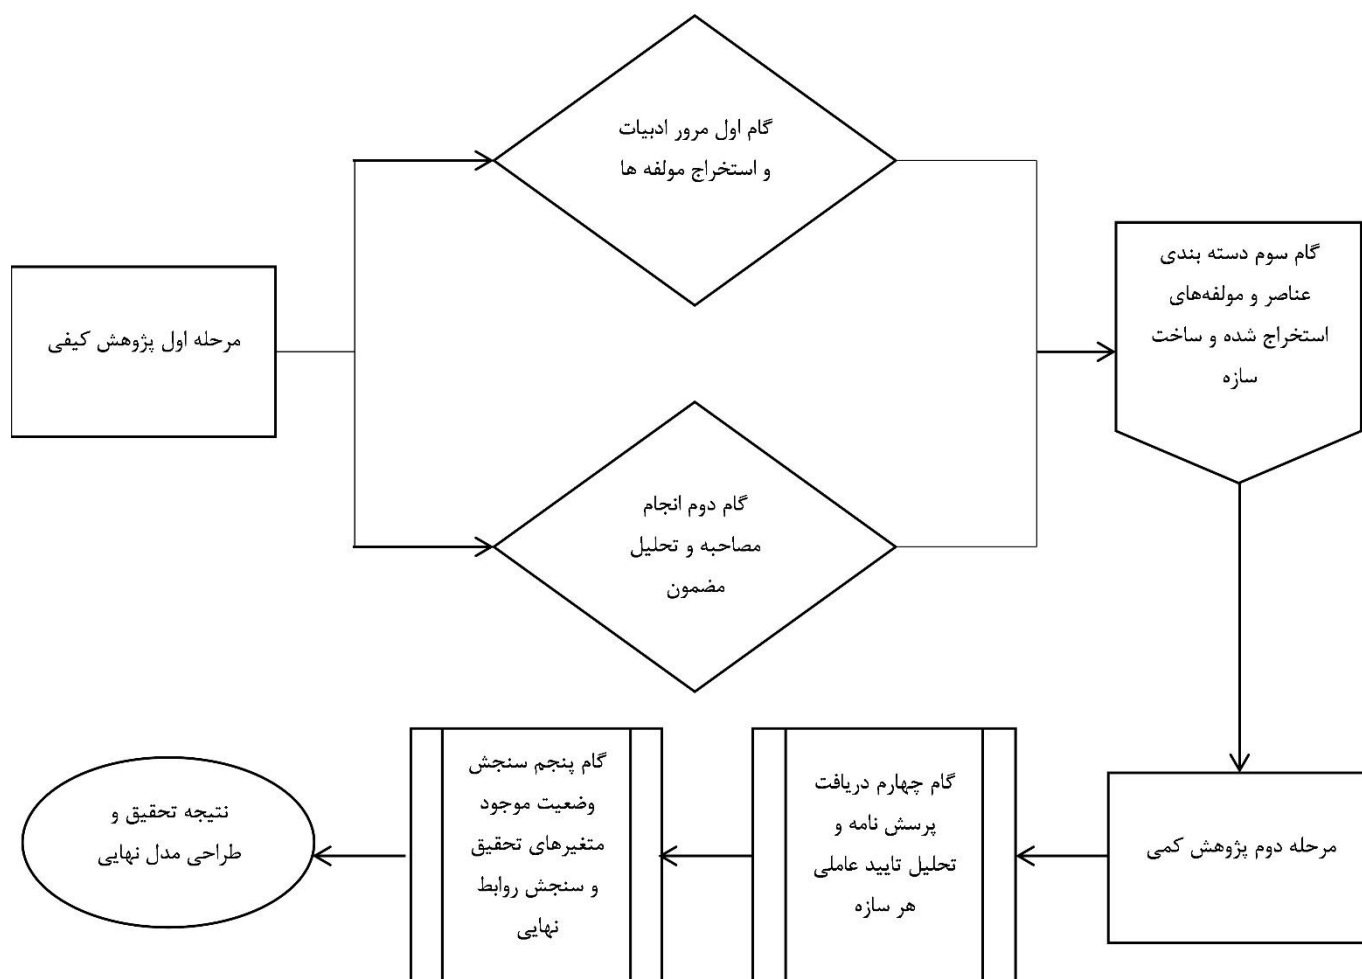 مرحله اول پژوهش کیفی
گام اول مرور ادبیات
و استخراج مولفه ها
گام دوم انجام
مصاحبه و تحلیل
مضمون
گام سوم دسته بندی
عناصر و مولفه‌های
استخراج شده و ساخت
سازه
مرحله دوم پژوهش کمی
گام چهارم دریافت
پرسش نامه و
تحلیل تایید عاملی
هر سازه
گام پنجم سنجش
وضعیت موجود
متغیرهای تحقیق
و سنجش روابط
نهایی
نتیجه تحقیق و
طراحی مدل نهایی